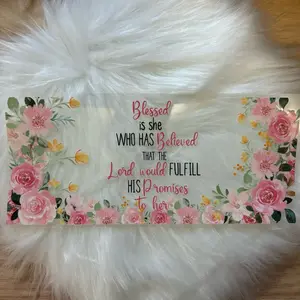 Blessed
is she
WHO HAS Believed
THAT THE
Lord would FULFILL
HIS Promises
to her